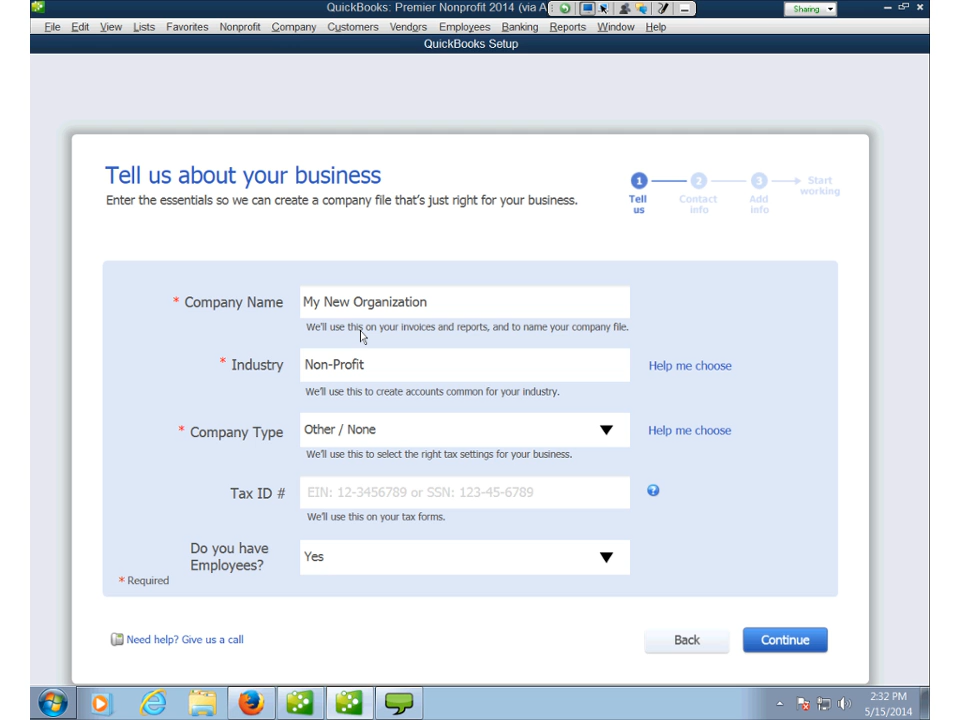 QuickBooks: Premier Nonprofit 2014 (via A
Sharing
File Edit View Lists Favorites Nonprofit Company Customers Vendors Employees Banking Reports Window Help
QuickBooks Setup
Tell us about your business
Enter the essentials so we can create a company file that's just right for your business.
1 2 3 Start working
Tell us
Contact info
Add info
* Company Name My New Organization
We'll use this on your invoices and reports, and to name your company file.
* Industry Non-Profit Help me choose
We'll use this to create accounts common for your industry.
* Company Type Other / None Help me choose
We'll use this to select the right tax settings for your business.
Tax ID # EIN: 12-3456789 or SSN: 123-45-6789 ?
We'll use this on your tax forms.
Do you have Employees? Yes
* Required
Need help? Give us a call Back Continue
2:32 PM
5/15/2014